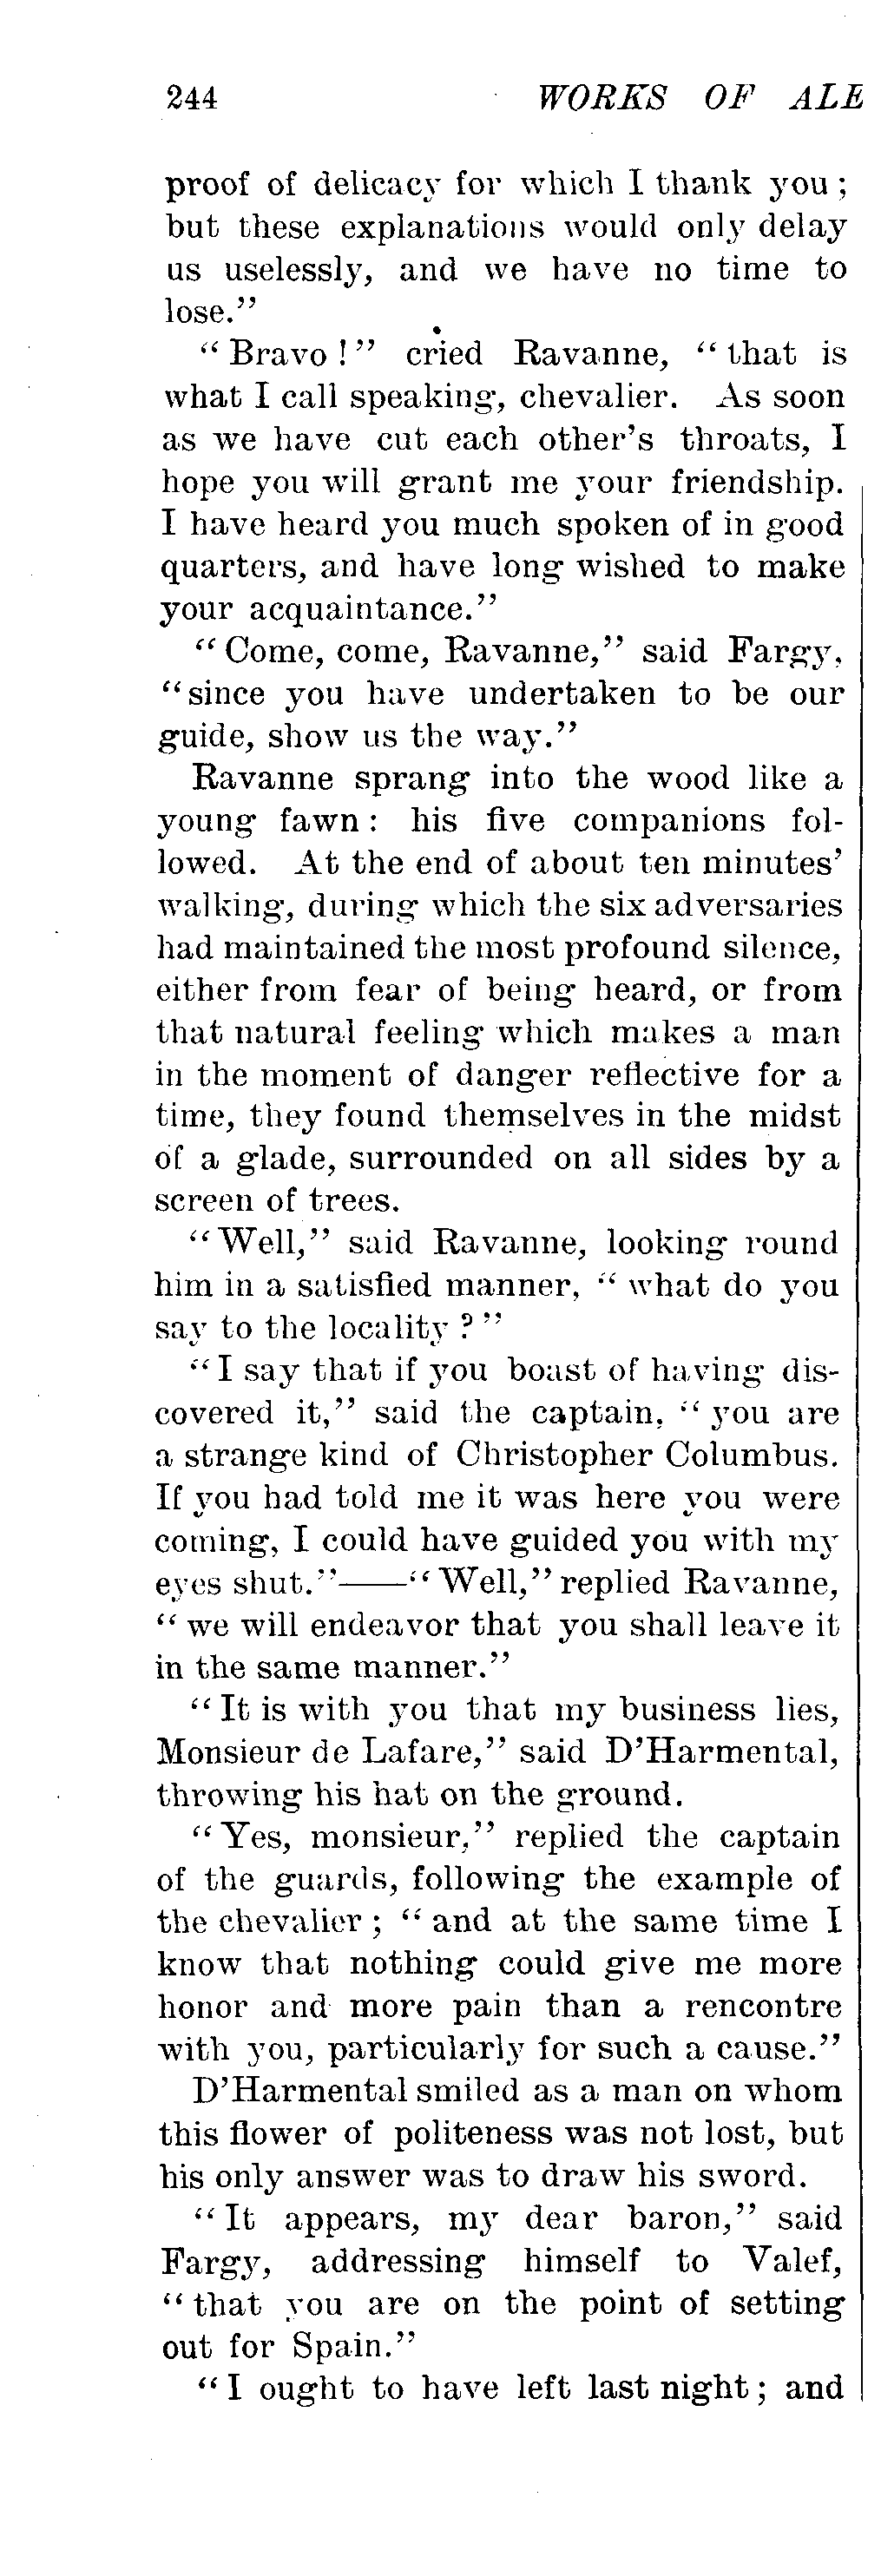 244 WORKS OF ALE
proof of delicacy for which I thank you;
but these explanations would only delay
us uselessly, and we have no time to
lose."
"Bravo!" cried Ravanne, "that is
what I call speaking, chevalier. As soon
as we have cut each other's throats, I
hope you will grant me your friendship.
I have heard you much spoken of in good
quarters, and have long wished to make
your acquaintance."
"Come, come, Ravanne," said Fargy,
"since you have undertaken to be our
guide, show us the way."
Ravanne sprang into the wood like a
young fawn: his five companions fol-
lowed. At the end of about ten minutes'
walking, during which the six adversaries
had maintained the most profound silence,
either from fear of being heard, or from
that natural feeling which makes a man
in the moment of danger reflective for a
time, they found themselves in the midst
of a glade, surrounded on all sides by a
screen of trees.
"Well," said Ravanne, looking round
him in a satisfied manner, "what do you
say to the locality?"
"I say that if you boast of having dis-
covered it," said the captain, "you are
a strange kind of Christopher Columbus.
If you had told me it was here you were
coming, I could have guided you with my
eyes shut."——"Well," replied Ravanne,
"we will endeavor that you shall leave it
in the same manner."
"It is with you that my business lies,
Monsieur de Lafare," said D'Harmental,
throwing his hat on the ground.
"Yes, monsieur," replied the captain
of the guards, following the example of
the chevalier; "and at the same time I
know that nothing could give me more
honor and more pain than a rencontre
with you, particularly for such a cause."
D'Harmental smiled as a man on whom
this flower of politeness was not lost, but
his only answer was to draw his sword.
"It appears, my dear baron," said
Fargy, addressing himself to Valef,
"that you are on the point of setting
out for Spain."
"I ought to have left last night; and